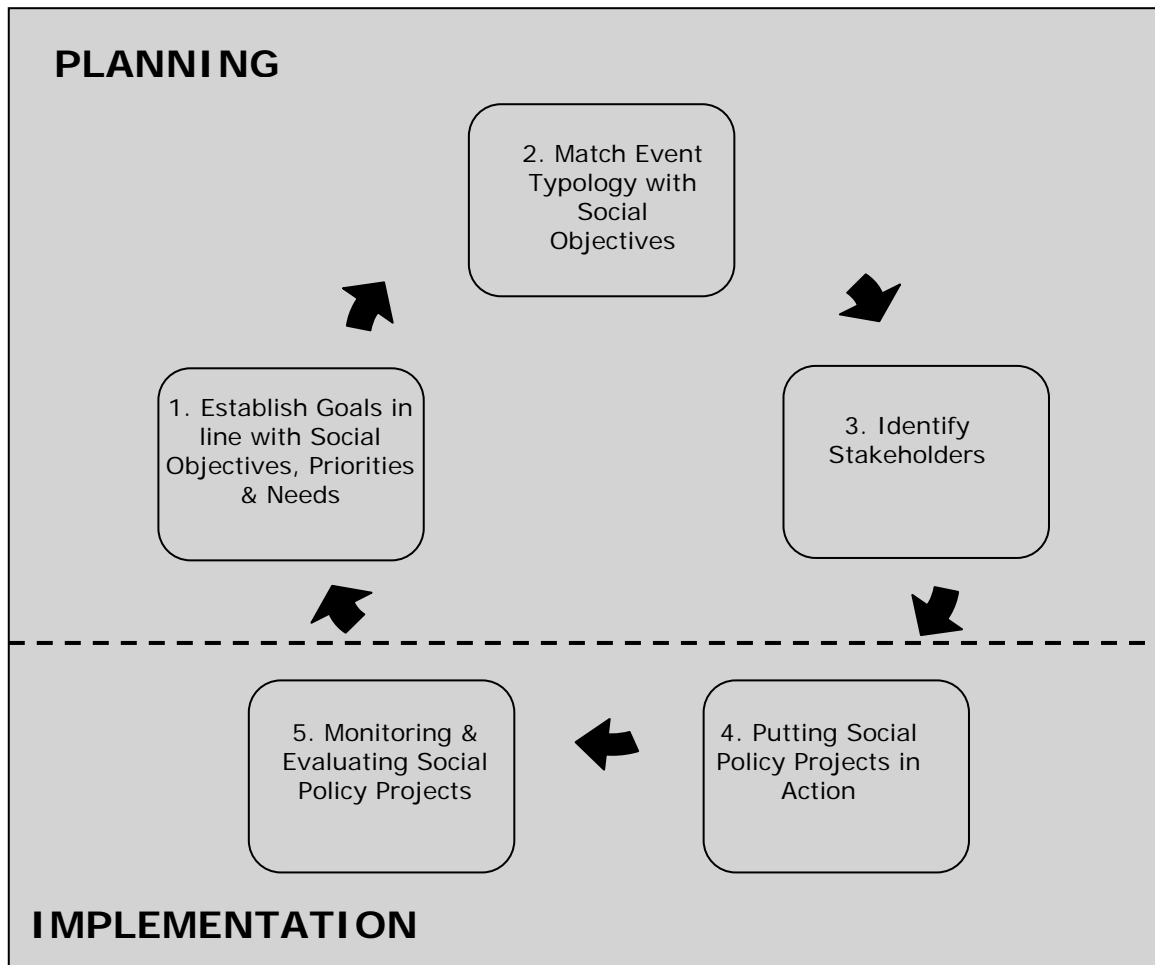 PLANNING
2. Match Event
Typology with
Social
Objectives
1. Establish Goals in
line with Social
Objectives, Priorities
& Needs
3. Identify
Stakeholders
5. Monitoring &
Evaluating Social
Policy Projects
4. Putting Social
Policy Projects in
Action
IMPLEMENTATION